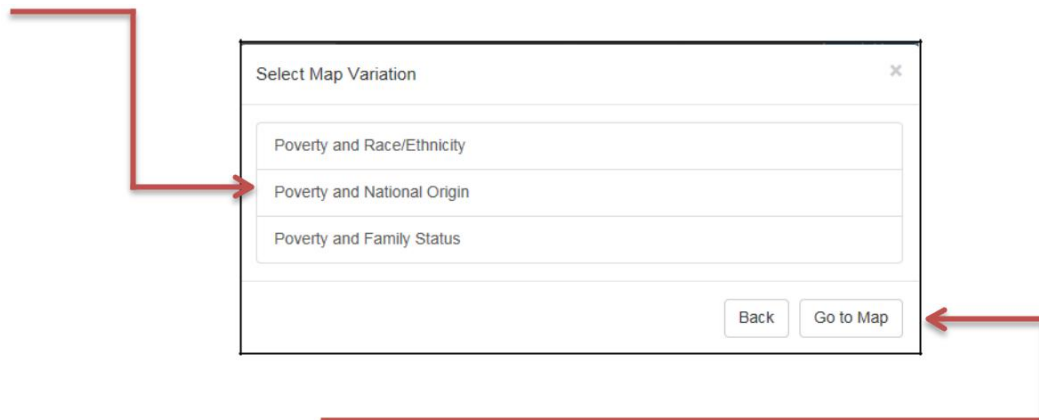 Select Map Variation ×
Poverty and Race/Ethnicity
Poverty and National Origin
Poverty and Family Status
Back Go to Map